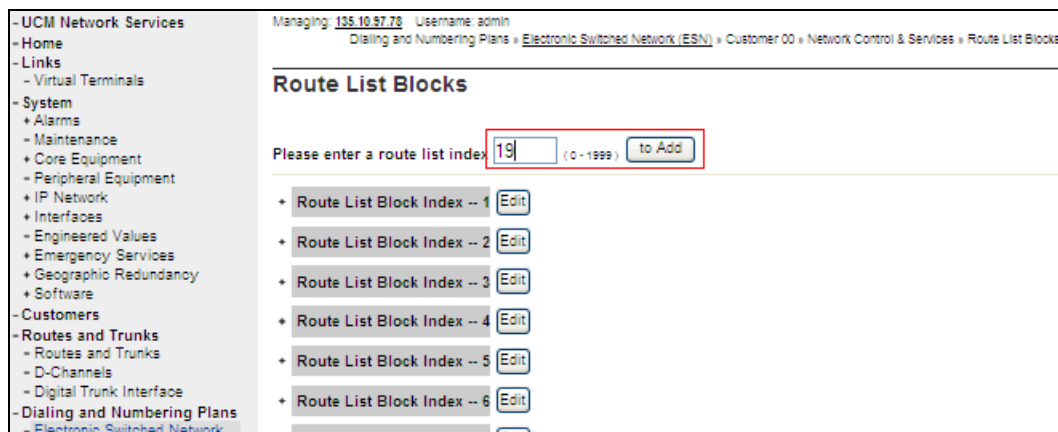 -UCM Network Services
-Home
-Links
- Virtual Terminals
-System
+Alarms
-Maintenance
+Core Equipment
-Peripheral Equipment
+IP Network
+Interfaces
-Engineered Values
+Emergency Services
+Geographic Redundancy
+Software
-Customers
-Routes and Trunks
-Routes and Trunks
-D-Channels
-Digital Trunk Interface
-Dialing and Numbering Plans
-Electronic Switched Network
Managing: 135.10.97.78 Username: admin
Dialing and Numbering Plans » Electronic Switched Network (ESN) » Customer 00 » Network Control & Services » Route List Blocks
Route List Blocks
Please enter a route list index 19 ( 0 - 1999 ) to Add
+ Route List Block Index -- 1 Edit
+ Route List Block Index -- 2 Edit
+ Route List Block Index -- 3 Edit
+ Route List Block Index -- 4 Edit
+ Route List Block Index -- 5 Edit
+ Route List Block Index -- 6 Edit